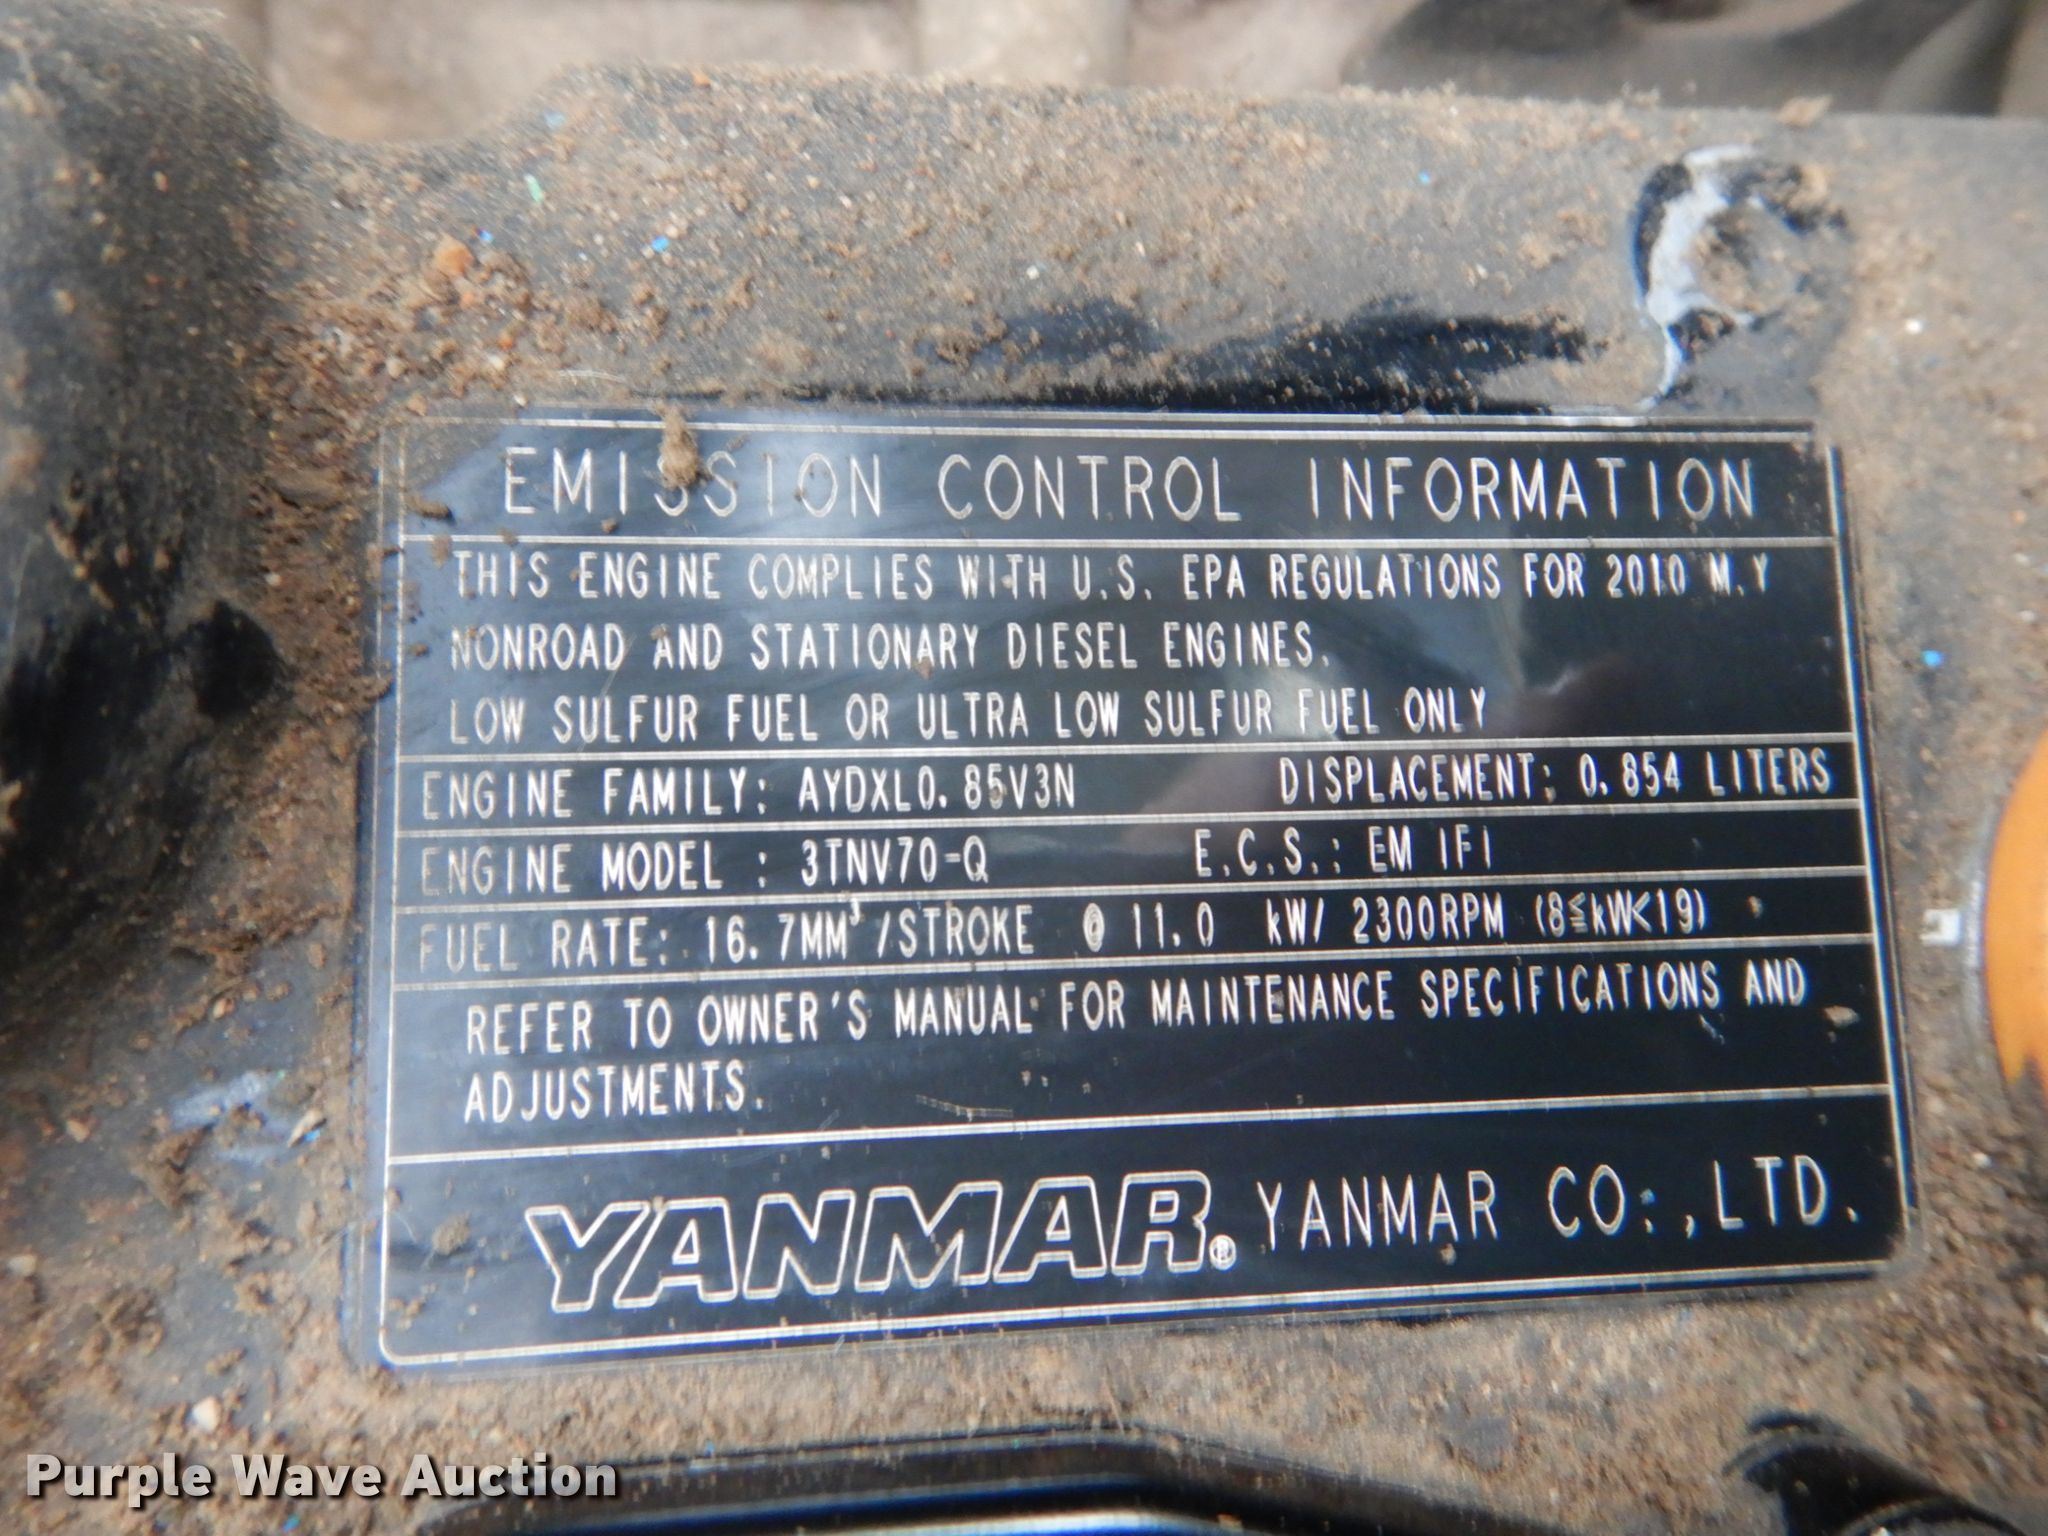 EMISSION CONTROL INFORMATION
THIS ENGINE COMPLIES WITH U.S. EPA REGULATIONS FOR 2010 M.Y
NONROAD AND STATIONARY DIESEL ENGINES.
LOW SULFUR FUEL OR ULTRA LOW SULFUR FUEL ONLY
ENGINE FAMILY: AYDXL0.85V3N DISPLACEMENT: 0.854 LITERS
ENGINE MODEL : 3TNV70-Q E.C.S.: EM IFI
FUEL RATE: 16.7MM³/STROKE @ 11.0 kW/ 2300RPM (8≦kW<19)
REFER TO OWNER'S MANUAL FOR MAINTENANCE SPECIFICATIONS AND
ADJUSTMENTS.
YANMAR® YANMAR CO.,LTD.
Purple Wave Auction